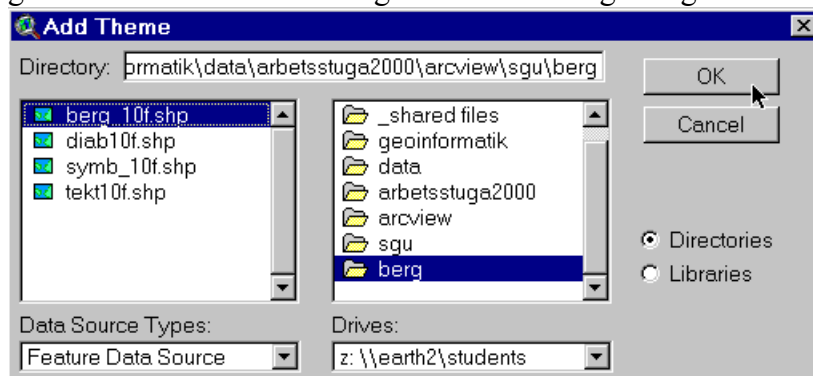 Add Theme
Directory: ormatik\data\arbetsstuga2000\arcview\sgu\berg
OK
Cancel
berg_10f.shp
diab10f.shp
symb_10f.shp
tekt10f.shp
_shared files
geoinformatik
data
arbetsstuga2000
arcview
sgu
berg
Directories
Libraries
Data Source Types:
Feature Data Source
Drives:
z: \\earth2\students